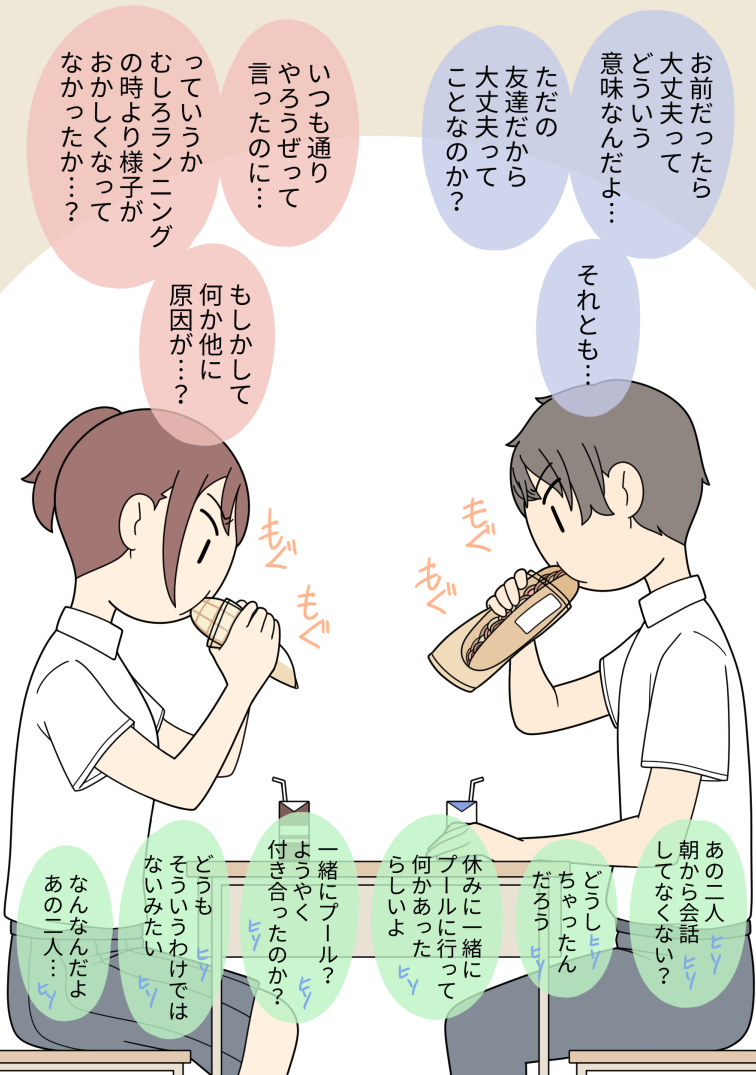 お前だったら
大丈夫って
どういう
意味なんだよ…
ただの
友達だから
大丈夫って
ことなのか?
それとも…
いつも通り
やろうぜって
言ったのに…
っていうか
むしろランニング
の時より様子が
おかしくなって
なかったか…?
もしかして
何か他に
原因が…?
もぐ
もぐ
もぐ
もぐ
あの二人
朝から会話
してなくない?
ヒソ
ヒソ
どうし
ちゃったん
だろう
ヒソ
ヒソ
休みに一緒に
プールに行って
何かあった
らしいよ
ヒソ
一緒にプール?
ようやく
付き合ったのか?
ヒソ
ヒソ
どうも
そういうわけでは
ないみたい
ヒソ
ヒソ
なんなんだよ
あの二人…
ヒソ